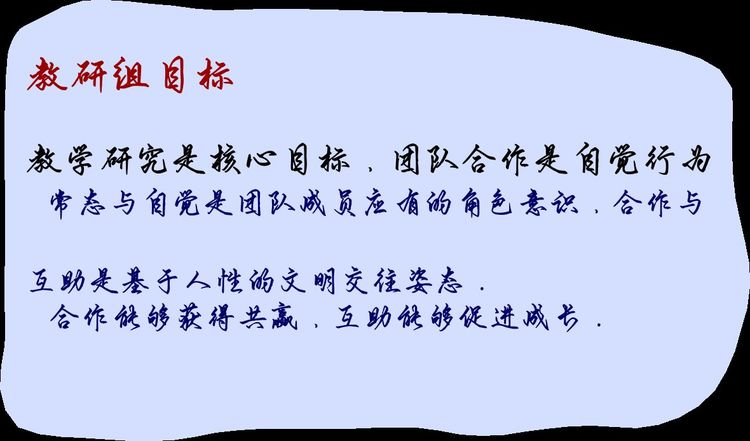 教研组目标
教学研究是核心目标﹐团队合作是自觉行为
常态与自觉是团队成员应有的角色意识﹐合作与
互助是基于人性的文明交往姿态﹒
合作能够获得共赢﹐互助能够促进成长﹒